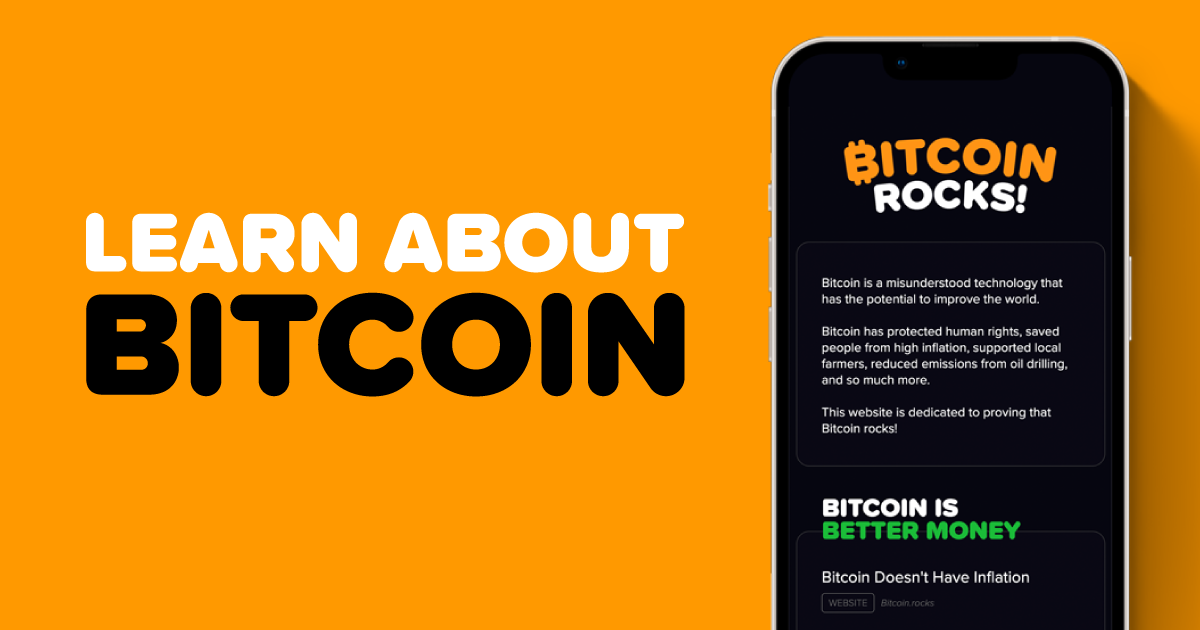 LEARN ABOUT
BITCOIN
BITCOIN
ROCKS!
Bitcoin is a misunderstood technology that
has the potential to improve the world.
Bitcoin has protected human rights, saved
people from high inflation, supported local
farmers, reduced emissions from oil drilling,
and so much more.
This website is dedicated to proving that
Bitcoin rocks!
BITCOIN IS
BETTER MONEY
Bitcoin Doesn't Have Inflation
WEBSITE Bitcoin.rocks